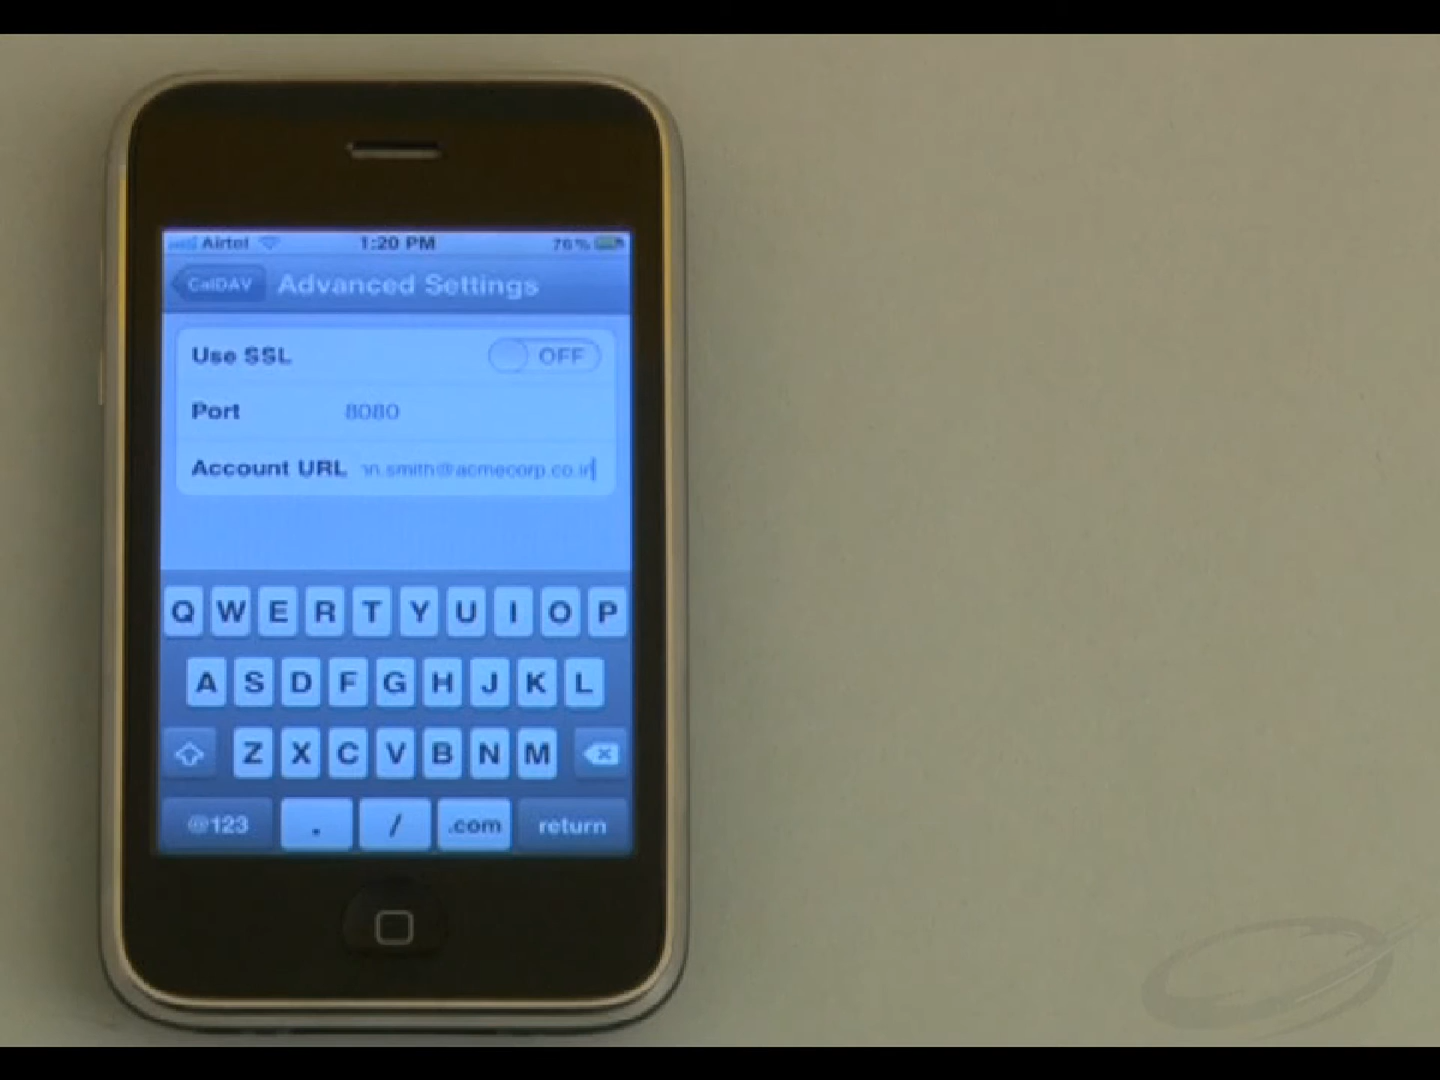 Airtel 1:20 PM 76%
CalDAV Advanced Settings
Use SSL OFF
Port 8080
Account URL nn.smith@acmecorp.co.in
Q W E R T Y U I O P
A S D F G H J K L
Z X C V B N M
@123 . / .com return